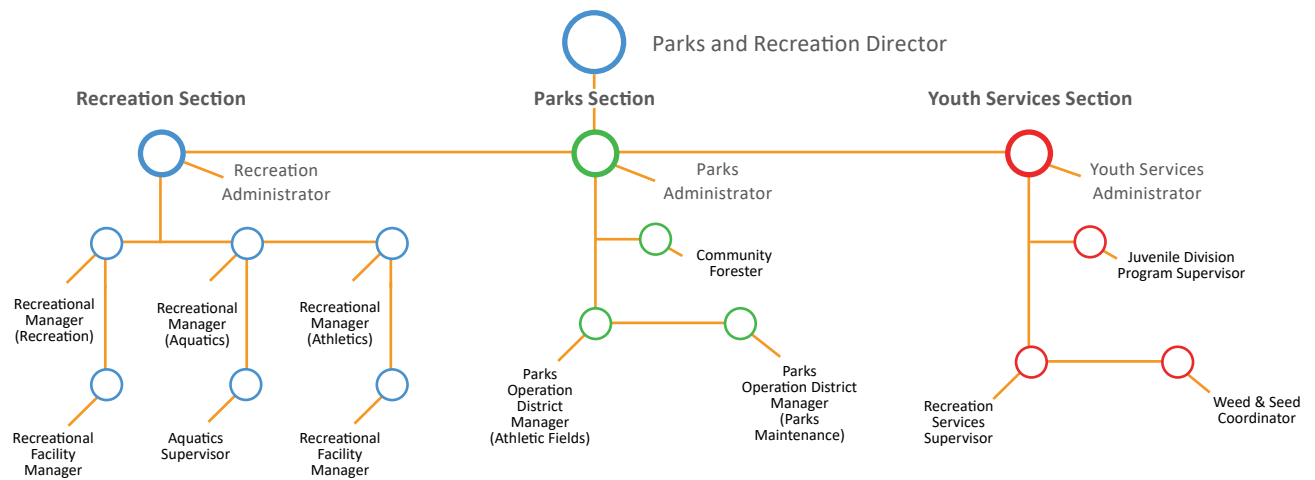 Parks and Recreation Director
Recreation Section
Parks Section
Youth Services Section
Recreation
Administrator
Parks
Administrator
Youth Services
Administrator
Community
Forester
Juvenile Division
Program Supervisor
Recreational
Manager
(Recreation)
Recreational
Manager
(Aquatics)
Recreational
Manager
(Athletics)
Parks
Operation
District
Manager
(Athletic Fields)
Parks
Operation District
Manager
(Parks
Maintenance)
Recreation
Services
Supervisor
Weed & Seed
Coordinator
Recreational
Facility
Manager
Aquatics
Supervisor
Recreational
Facility
Manager